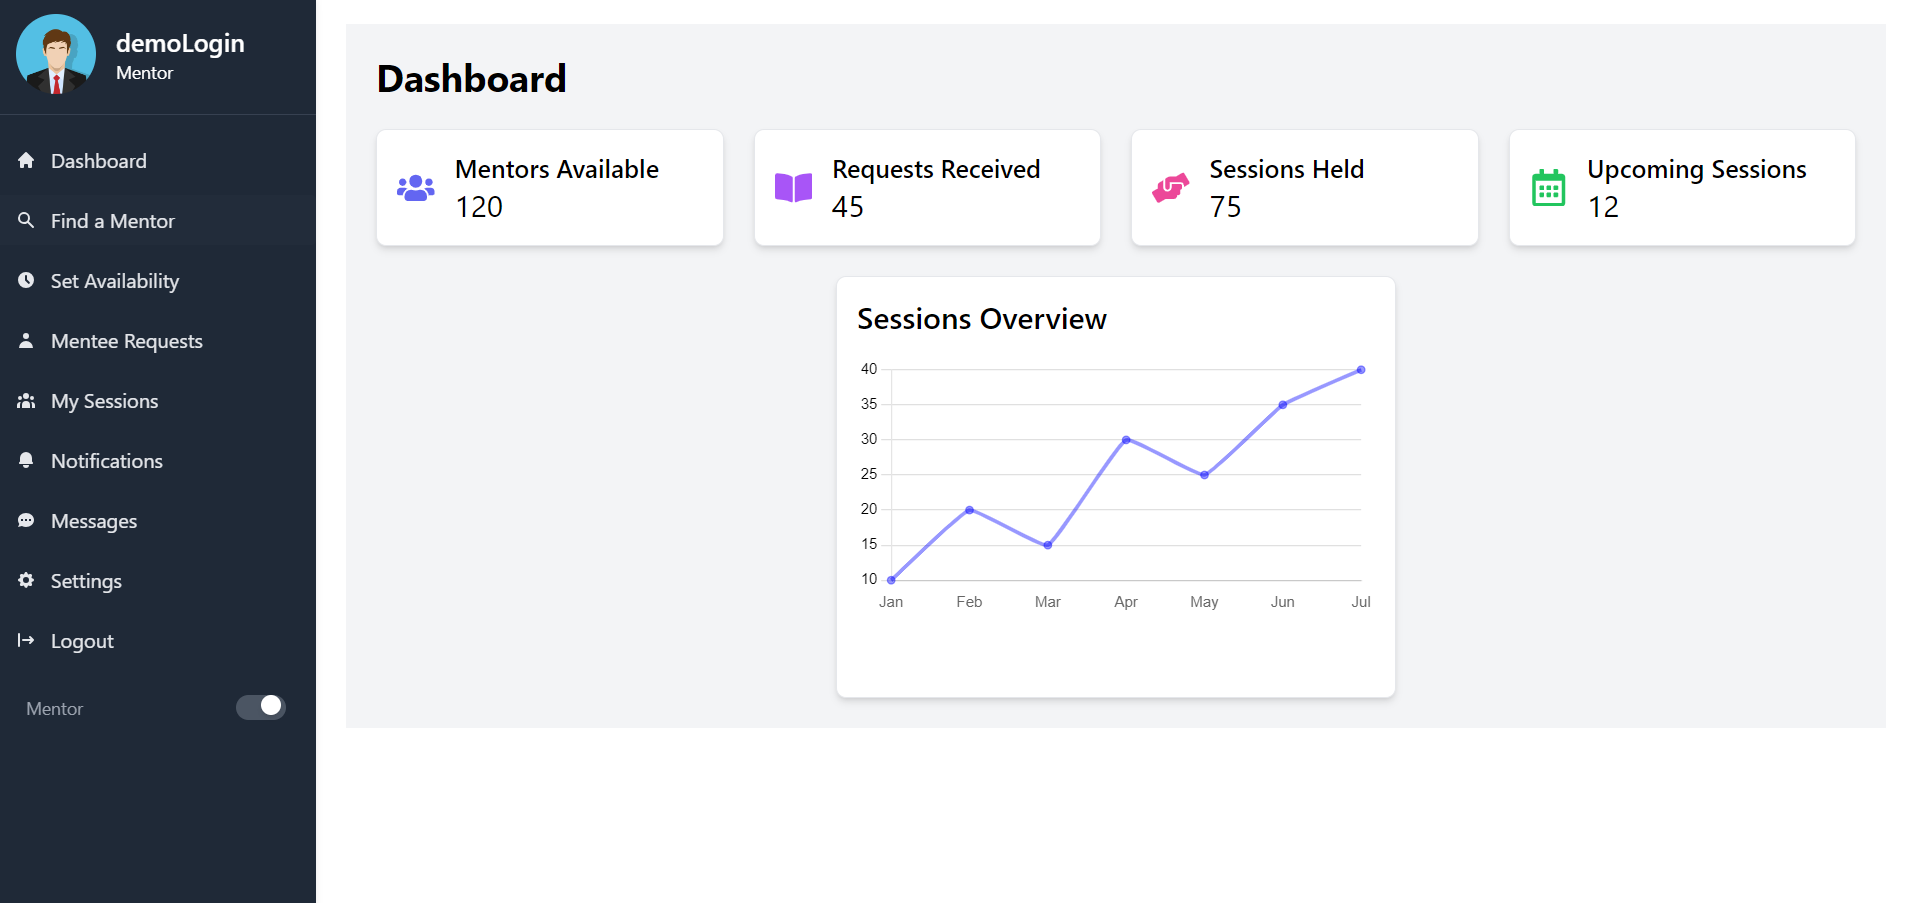 demoLogin
Mentor
Dashboard
Find a Mentor
Set Availability
Mentee Requests
My Sessions
Notifications
Messages
Settings
Logout
Mentor
Dashboard
Mentors Available
120
Requests Received
45
Sessions Held
75
Upcoming Sessions
12
Sessions Overview
40
35
30
25
20
15
10
Jan Feb Mar Apr May Jun Jul